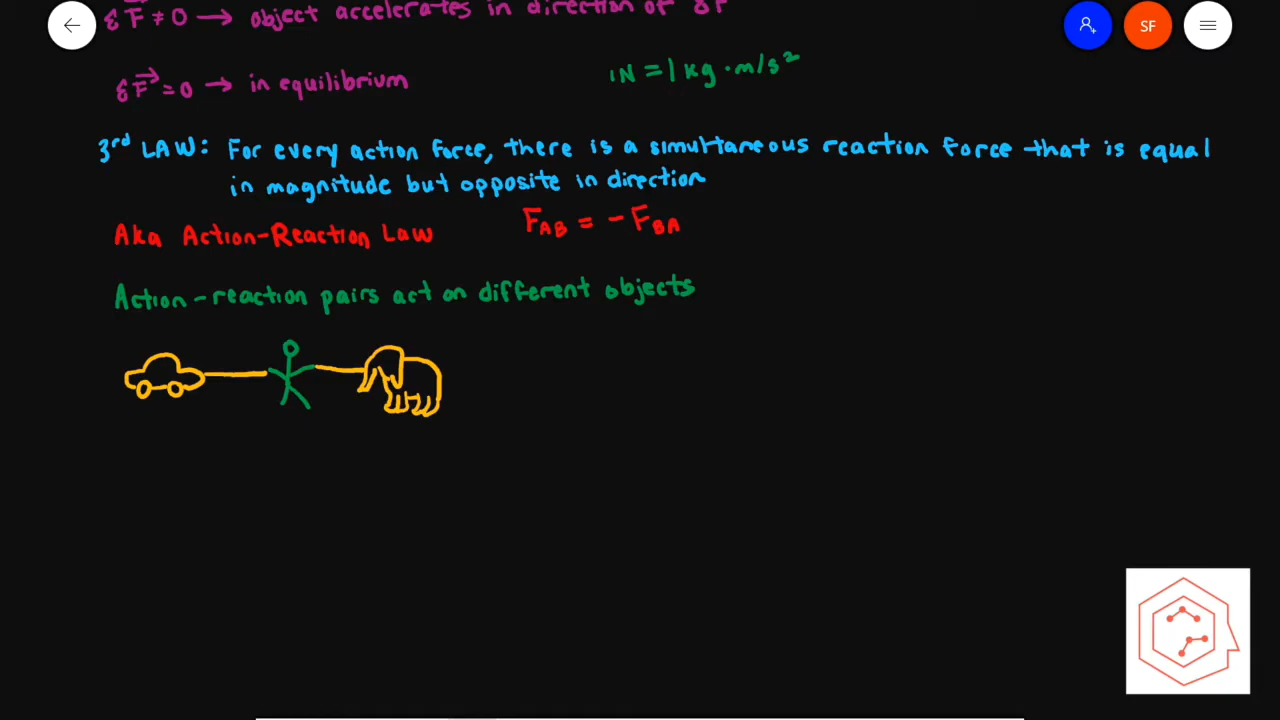 SF
ΣF ≠ 0 → object accelerates in direction of ΣF
ΣF = 0 → in equilibrium
1N = 1 kg · m/s²
3rd LAW: For every action force, there is a simultaneous reaction force that is equal
in magnitude but opposite in direction
Aka Action-Reaction Law
FAB = - FBA
Action-reaction pairs act on different objects